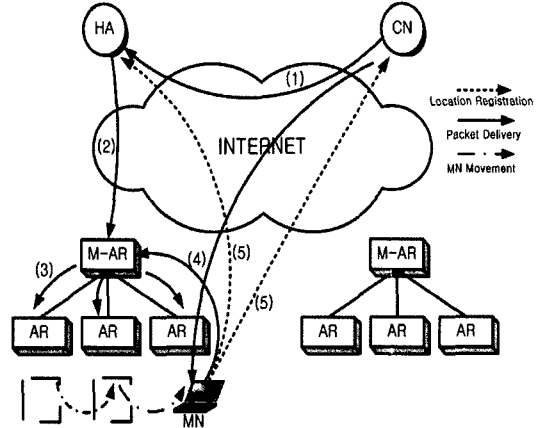 HA
CN
(1)
Location Registration
Packet Delivery
MN Movement
(2)
INTERNET
M-AR
(3)
(4)
(5)
(5)
AR
AR
AR
M-AR
AR
AR
AR
MN